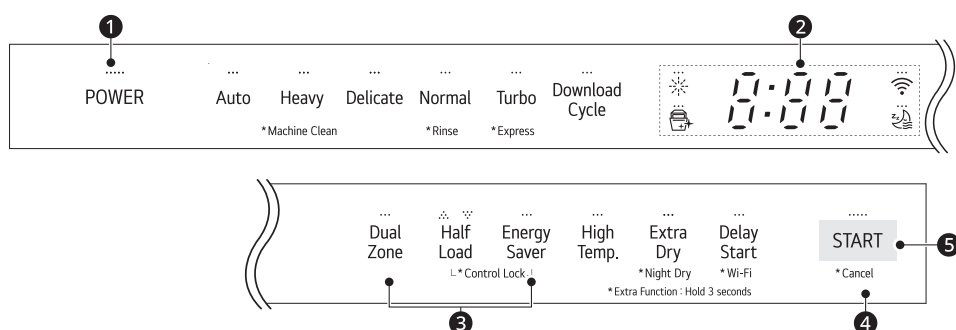 1
2
POWER
Auto
Heavy
Delicate
Normal
Turbo
Download
Cycle
8:88
*Machine Clean
*Rinse
*Express
Dual
Zone
Half
Load
Energy
Saver
High
Temp.
Extra
Dry
Delay
Start
START
5
*Control Lock
*Night Dry
*Wi-Fi
*Cancel
*Extra Function : Hold 3 seconds
3
4